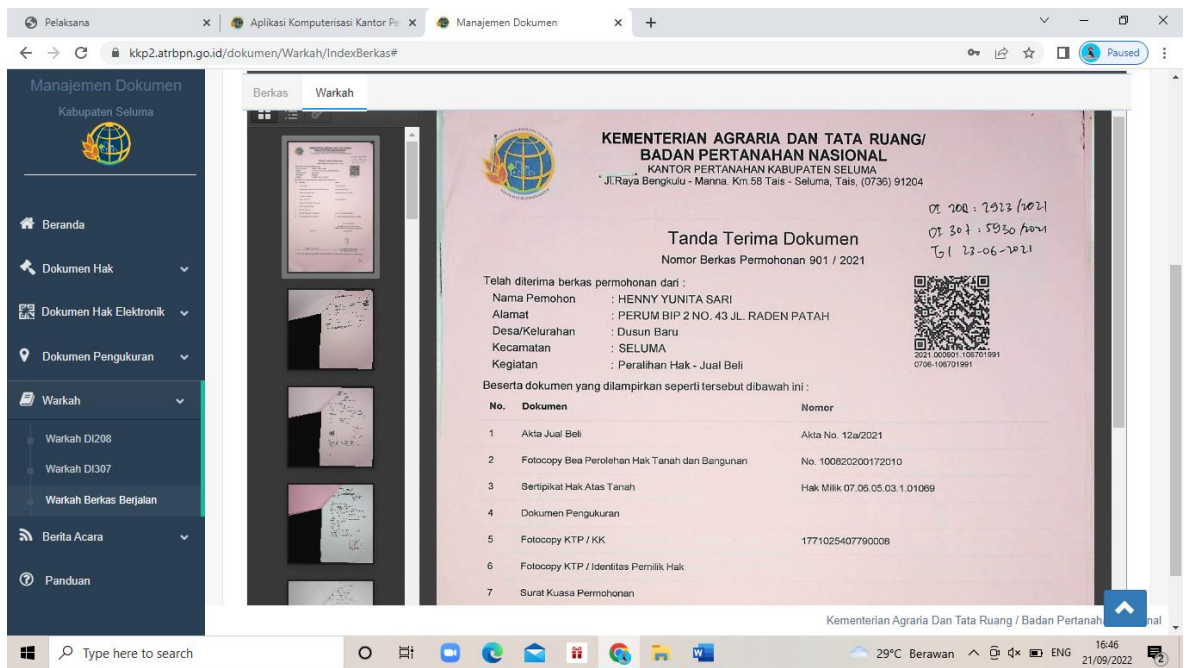 Pelaksana
Aplikasi Komputerisasi Kantor Pe
Manajemen Dokumen
kkp2.atrbpn.go.id/dokumen/Warkah/IndexBerkas#
Paused
Manajemen Dokumen
Kabupaten Seluma
Beranda
Dokumen Hak
Dokumen Hak Elektronik
Dokumen Pengukuran
Warkah
Warkah DI208
Warkah DI307
Warkah Berkas Berjalan
Berita Acara
Panduan
Berkas Warkah
KEMENTERIAN AGRARIA DAN TATA RUANG/
BADAN PERTANAHAN NASIONAL
KANTOR PERTANAHAN KABUPATEN SELUMA
Jl.Raya Bengkulu - Manna. Km.58 Tais - Seluma, Tais, (0736) 91204
DI 208 : 2923/2021
DI 307 : 5930/2021
Tgl 23-06-2021
Tanda Terima Dokumen
Nomor Berkas Permohonan 901 / 2021
Telah diterima berkas permohonan dari :
Nama Pemohon : HENNY YUNITA SARI
Alamat : PERUM BIP 2 NO. 43 JL. RADEN PATAH
Desa/Kelurahan : Dusun Baru
Kecamatan : SELUMA
Kegiatan : Peralihan Hak - Jual Beli
2021.000901.106701991
0706-106701991
Beserta dokumen yang dilampirkan seperti tersebut dibawah ini :
No. Dokumen Nomor
1 Akta Jual Beli Akta No. 12a/2021
2 Fotocopy Bea Perolehan Hak Tanah dan Bangunan No. 100820200172010
3 Sertipikat Hak Atas Tanah Hak Milik 07.06.05.03.1.01069
4 Dokumen Pengukuran
5 Fotocopy KTP / KK 1771025407790008
6 Fotocopy KTP / Identitas Pemilik Hak
7 Surat Kuasa Permohonan
Kementerian Agraria Dan Tata Ruang / Badan Pertanah nal
Type here to search
29°C Berawan
ENG
16:46
21/09/2022
2